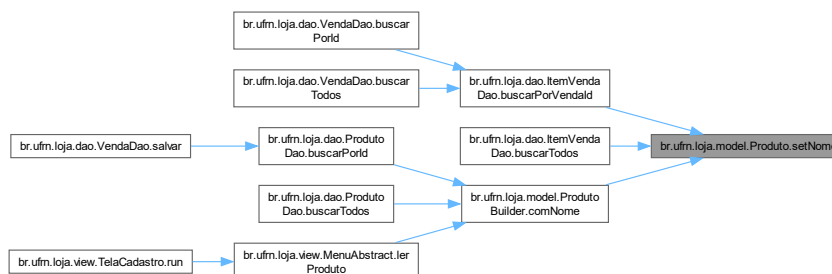 br.ufrn.loja.dao.VendaDao.buscar
PorId
br.ufrn.loja.dao.VendaDao.buscar
Todos
br.ufrn.loja.dao.ItemVenda
Dao.buscarPorVendaId
br.ufrn.loja.dao.VendaDao.salvar
br.ufrn.loja.dao.Produto
Dao.buscarPorId
br.ufrn.loja.dao.ItemVenda
Dao.buscarTodos
br.ufrn.loja.model.Produto.setNome
br.ufrn.loja.dao.Produto
Dao.buscarTodos
br.ufrn.loja.model.Produto
Builder.comNome
br.ufrn.loja.view.TelaCadastro.run
br.ufrn.loja.view.MenuAbstract.ler
Produto